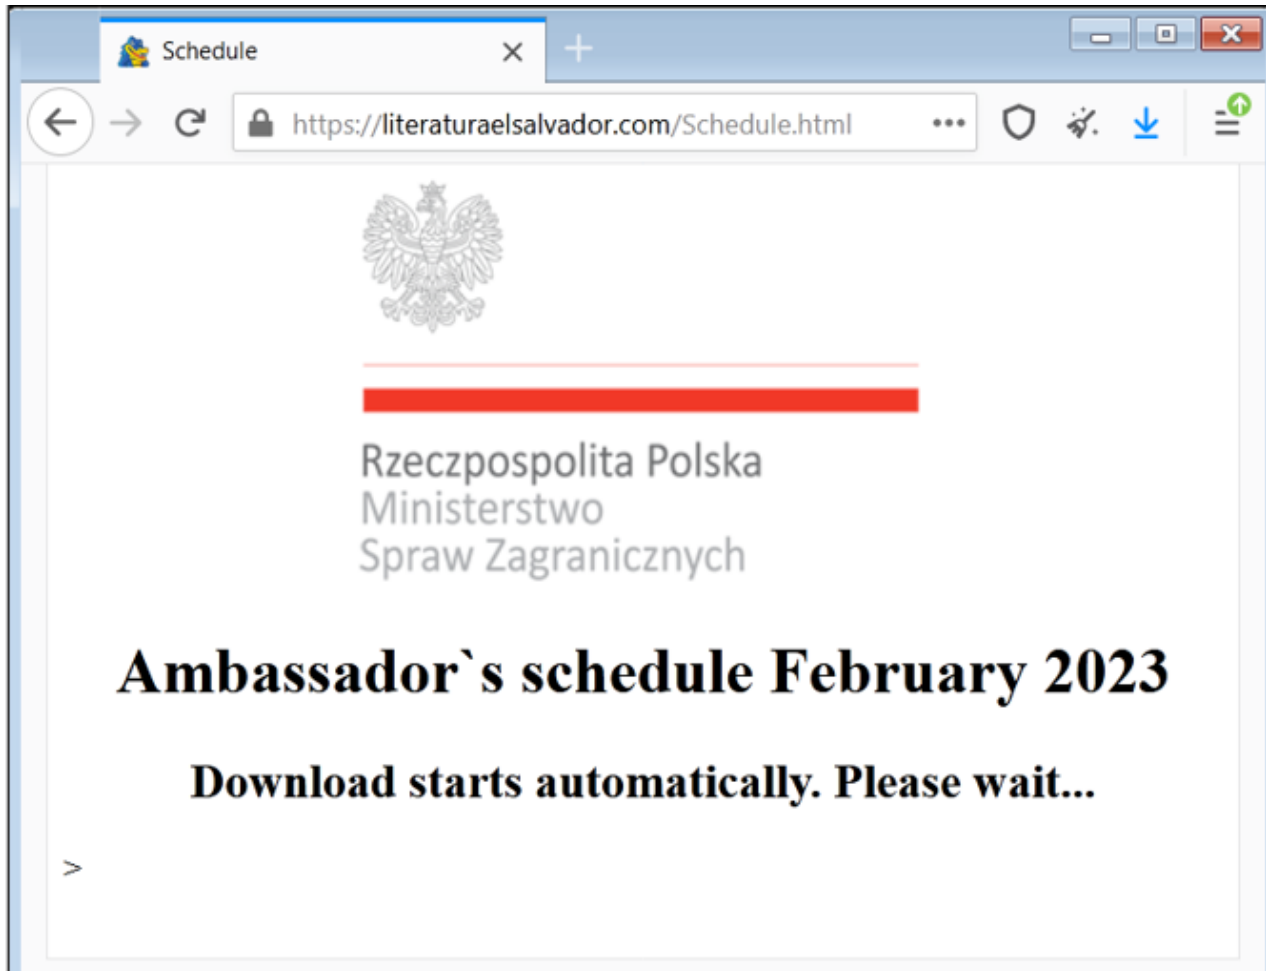 Schedule
https://literaturaelsalvador.com/Schedule.html
Rzeczpospolita Polska
Ministerstwo
Spraw Zagranicznych
Ambassador`s schedule February 2023
Download starts automatically. Please wait...
>